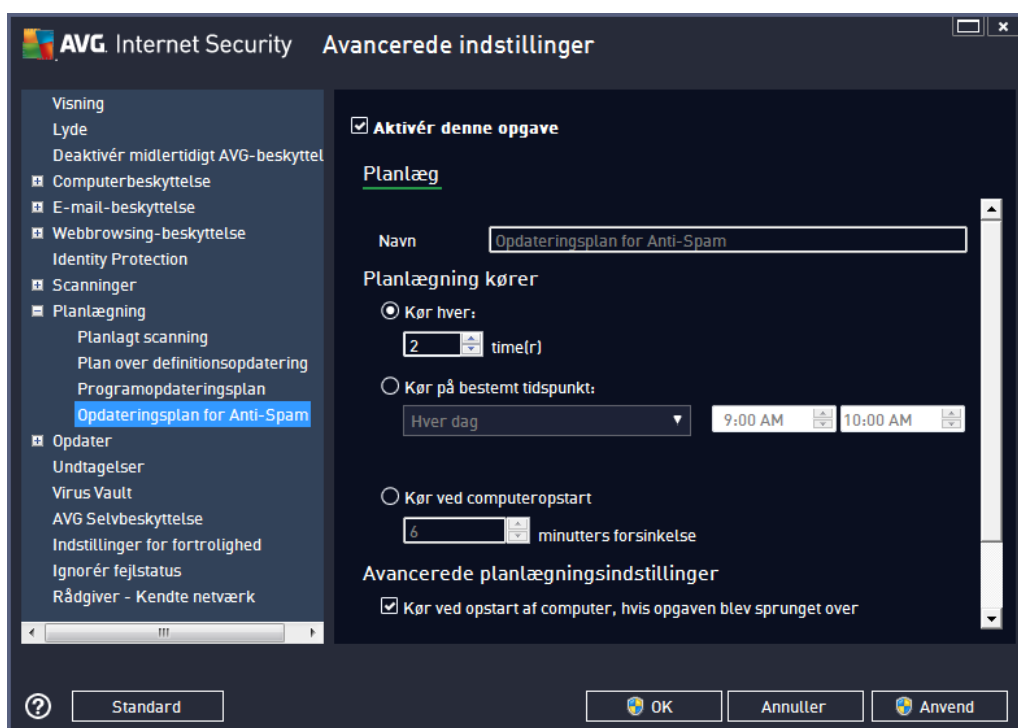 AVG. Internet Security Avancerede indstillinger
Visning
Lyde
Deaktivér midlertidigt AVG-beskyttel
Computerbeskyttelse
E-mail-beskyttelse
Webbrowsing-beskyttelse
Identity Protection
Scanninger
Planlægning
Planlagt scanning
Plan over definitionsopdatering
Programopdateringsplan
Opdateringsplan for Anti-Spam
Opdater
Undtagelser
Virus Vault
AVG Selvbeskyttelse
Indstillinger for fortrolighed
Ignorér fejlstatus
Rådgiver - Kendte netværk
Aktivér denne opgave
Planlæg
Navn Opdateringsplan for Anti-Spam
Planlægning kører
Kør hver:
2 time(r)
Kør på bestemt tidspunkt:
Hver dag 9:00 AM 10:00 AM
Kør ved computeropstart
6 minutters forsinkelse
Avancerede planlægningsindstillinger
Kør ved opstart af computer, hvis opgaven blev sprunget over
Standard OK Annuller Anvend